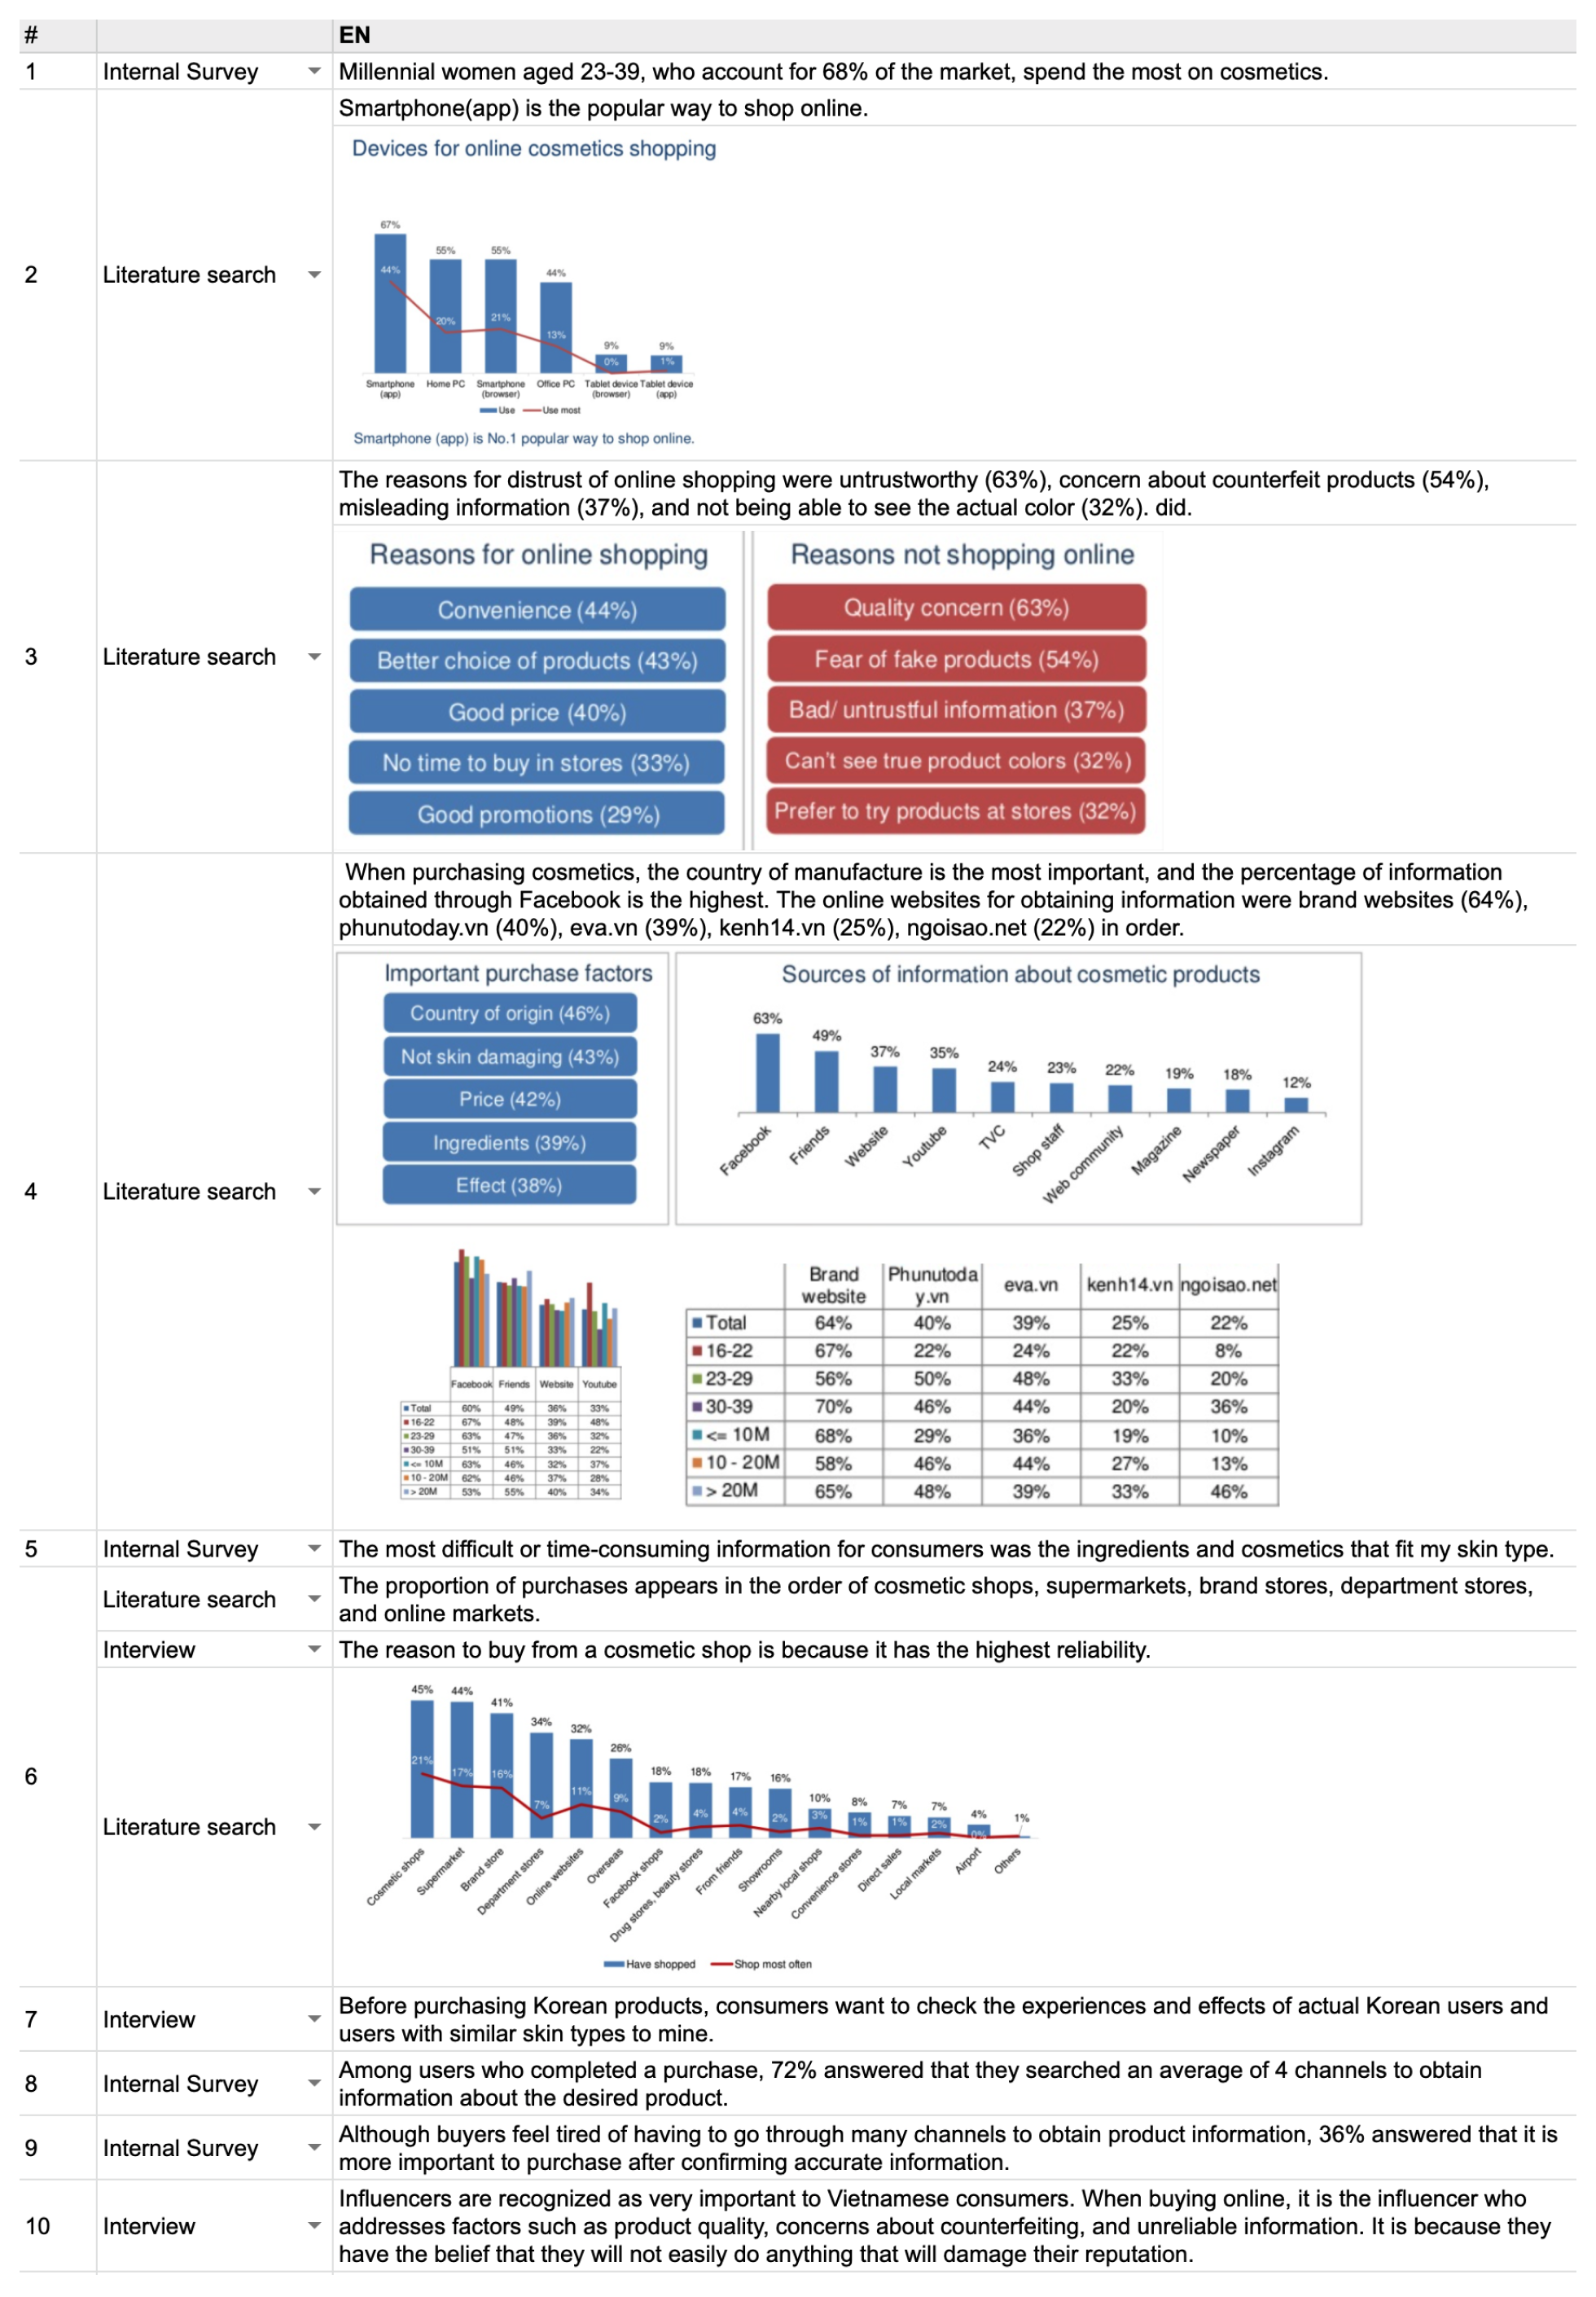 #
EN
1
Internal Survey
Millennial women aged 23-39, who account for 68% of the market, spend the most on cosmetics.
2
Literature search
Smartphone(app) is the popular way to shop online.
Devices for online cosmetics shopping
67%
55%
55%
44%
9%
9%
44%
20%
21%
13%
0%
1%
Smartphone (app)
Home PC
Smartphone (browser)
Office PC
Tablet device (browser)
Tablet device (app)
Use
Use most
Smartphone (app) is No.1 popular way to shop online.
3
Literature search
The reasons for distrust of online shopping were untrustworthy (63%), concern about counterfeit products (54%),
misleading information (37%), and not being able to see the actual color (32%). did.
Reasons for online shopping
Convenience (44%)
Better choice of products (43%)
Good price (40%)
No time to buy in stores (33%)
Good promotions (29%)
Reasons not shopping online
Quality concern (63%)
Fear of fake products (54%)
Bad/ untrustful information (37%)
Can't see true product colors (32%)
Prefer to try products at stores (32%)
4
Literature search
When purchasing cosmetics, the country of manufacture is the most important, and the percentage of information
obtained through Facebook is the highest. The online websites for obtaining information were brand websites (64%),
phunutoday.vn (40%), eva.vn (39%), kenh14.vn (25%), ngoisao.net (22%) in order.
Important purchase factors
Country of origin (46%)
Not skin damaging (43%)
Price (42%)
Ingredients (39%)
Effect (38%)
Sources of information about cosmetic products
63%
49%
37%
35%
24%
23%
22%
19%
18%
12%
Facebook
Friends
Website
Youtube
TVC
Shop staff
Web community
Magazine
Newspaper
Instagram
Facebook Friends Website Youtube
Total 60% 49% 36% 33%
16-22 67% 48% 39% 48%
23-29 63% 47% 36% 32%
30-39 51% 51% 33% 22%
<= 10M 63% 46% 32% 37%
10 - 20M 62% 46% 37% 28%
> 20M 53% 55% 40% 34%
Brand website
Phunutoda y.vn
eva.vn
kenh14.vn
ngoisao.net
Total 64% 40% 39% 25% 22%
16-22 67% 22% 24% 22% 8%
23-29 56% 50% 48% 33% 20%
30-39 70% 46% 44% 20% 36%
<= 10M 68% 29% 36% 19% 10%
10 - 20M 58% 46% 44% 27% 13%
> 20M 65% 48% 39% 33% 46%
5
Internal Survey
The most difficult or time-consuming information for consumers was the ingredients and cosmetics that fit my skin type.
6
Literature search
The proportion of purchases appears in the order of cosmetic shops, supermarkets, brand stores, department stores,
and online markets.
Interview
The reason to buy from a cosmetic shop is because it has the highest reliability.
Literature search
45%
44%
41%
34%
32%
26%
18%
18%
17%
16%
10%
8%
7%
7%
4%
1%
21%
17%
16%
7%
11%
9%
2%
4%
4%
2%
3%
1%
1%
2%
0%
Cosmetic shops
Supermarket
Brand store
Department stores
Online websites
Overseas
Facebook shops
Drug stores, beauty stores
From friends
Showrooms
Nearby local shops
Convenience stores
Direct sales
Local markets
Airport
Others
Have shopped
Shop most often
7
Interview
Before purchasing Korean products, consumers want to check the experiences and effects of actual Korean users and
users with similar skin types to mine.
8
Internal Survey
Among users who completed a purchase, 72% answered that they searched an average of 4 channels to obtain
information about the desired product.
9
Internal Survey
Although buyers feel tired of having to go through many channels to obtain product information, 36% answered that it is
more important to purchase after confirming accurate information.
10
Interview
Influencers are recognized as very important to Vietnamese consumers. When buying online, it is the influencer who
addresses factors such as product quality, concerns about counterfeiting, and unreliable information. It is because they
have the belief that they will not easily do anything that will damage their reputation.